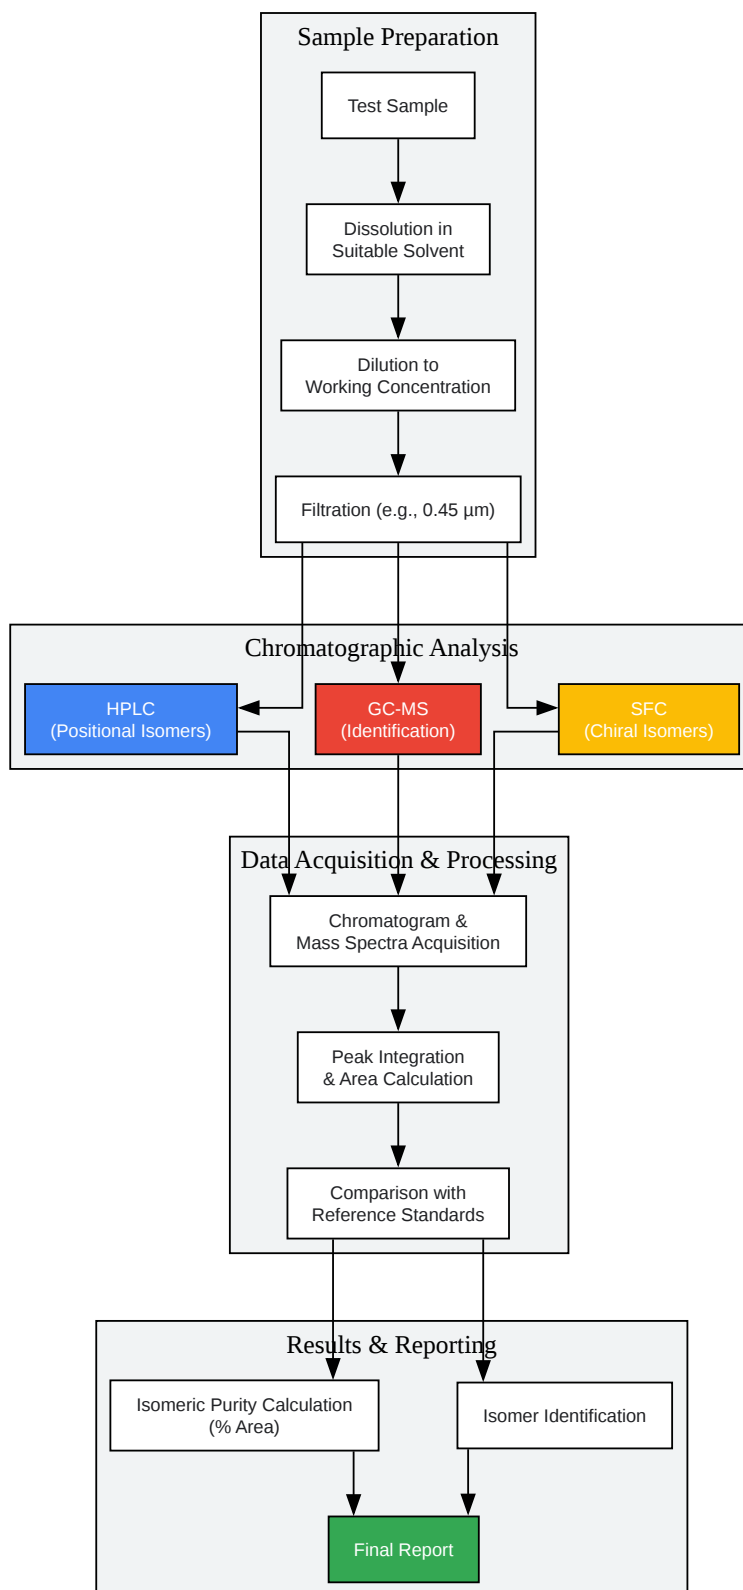 Sample Preparation
Test Sample
Dissolution in
Suitable Solvent
Dilution to
Working Concentration
Filtration (e.g., 0.45 µm)
Chromatographic Analysis
HPLC
(Positional Isomers)
GC-MS
(Identification)
SFC
(Chiral Isomers)
Data Acquisition & Processing
Chromatogram &
Mass Spectra Acquisition
Peak Integration
& Area Calculation
Comparison with
Reference Standards
Results & Reporting
Isomeric Purity Calculation
(% Area)
Isomer Identification
Final Report